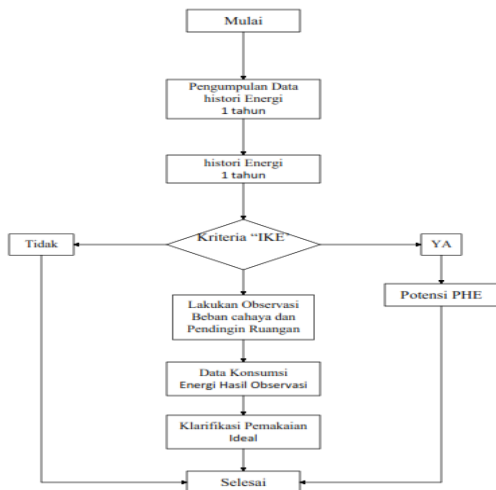 Mulai
Pengumpulan Data
histori Energi
1 tahun
histori Energi
1 tahun
Kriteria “IKE’
Tidak
YA
Lakukan Observasi
Beban cahaya dan
Pendingin Ruangan
Potensi PHE
Data Konsumsi
Energi Hasil Observasi
Klarifikasi Pemakaian
Ideal
Selesai